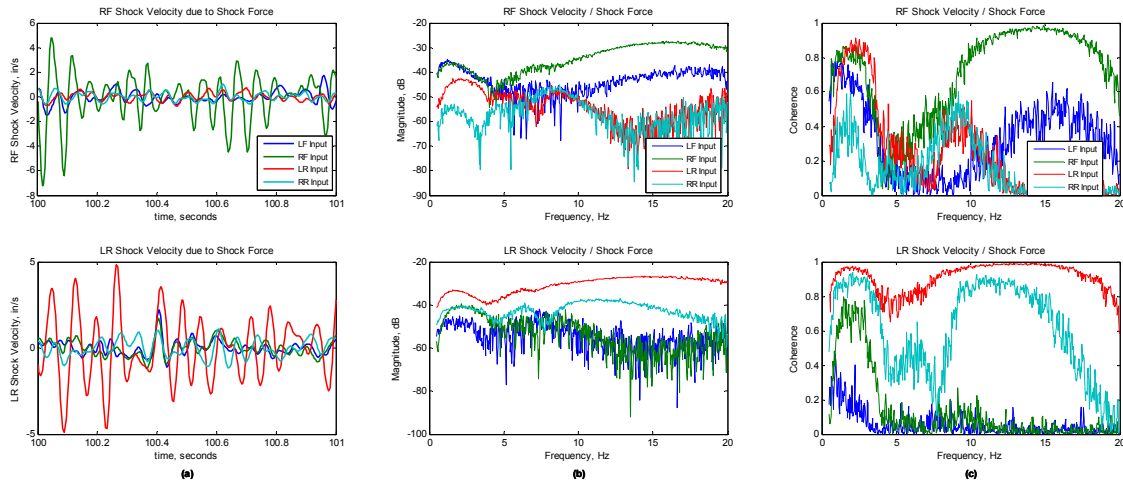 RF Shock Velocity due to Shock Force
RF Shock Velocity, in/s
6
4
2
0
-2
-4
-6
-8
100
100.2
100.4
100.6
100.8
101
time, seconds
LF Input
RF Input
LR Input
RR Input
RF Shock Velocity / Shock Force
Magnitude, dB
-20
-30
-40
-50
-60
-70
-80
-90
0
5
10
15
20
Frequency, Hz
LF Input
RF Input
LR Input
RR Input
RF Shock Velocity / Shock Force
Coherence
1
0.8
0.6
0.4
0.2
0
0
5
10
15
20
Frequency, Hz
LF Input
RF Input
LR Input
RR Input
LR Shock Velocity due to Shock Force
LR Shock Velocity, in/s
5
0
-5
100
100.2
100.4
100.6
100.8
101
time, seconds
(a)
LR Shock Velocity / Shock Force
Magnitude, dB
-20
-40
-60
-80
-100
0
5
10
15
20
Frequency, Hz
(b)
LR Shock Velocity / Shock Force
Coherence
1
0.8
0.6
0.4
0.2
0
0
5
10
15
20
Frequency, Hz
(c)